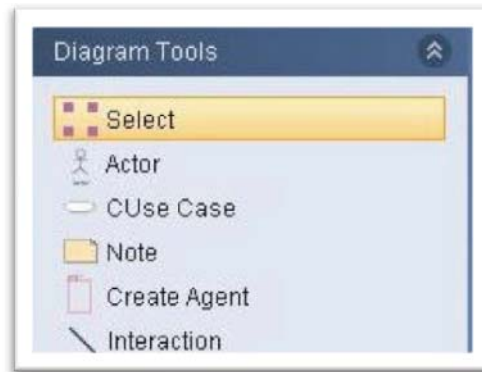 Diagram Tools
Select
Actor
CUse Case
Note
Create Agent
Interaction